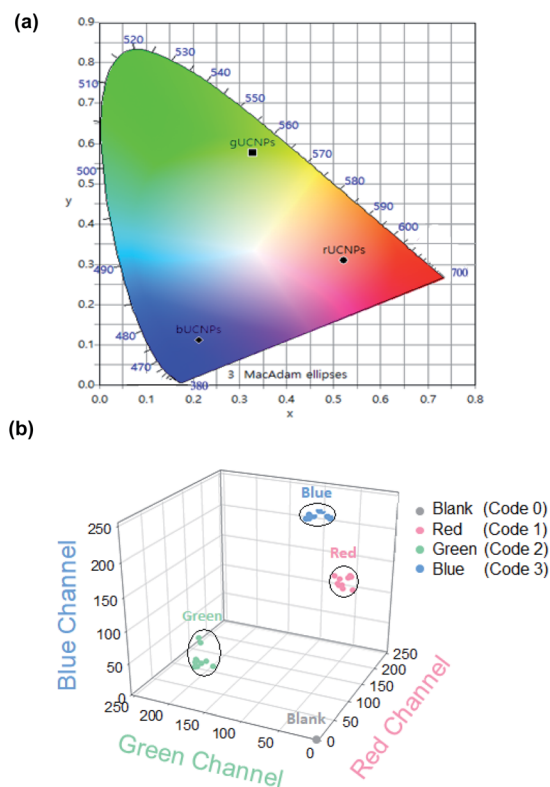 (a)
0.9
0.8
0.7
0.6
0.5
0.4
0.3
0.2
0.1
0.0
y
0.0 0.1 0.2 0.3 0.4 0.5 0.6 0.7 0.8
x
520
530
540
550
560
570
580
590
600
700
510
500
490
480
470
380
gUCNPs
rUCNPs
bUCNPs
3 MacAdam ellipses
(b)
Blue
Red
Green
Blank
Blank (Code 0)
Red (Code 1)
Green (Code 2)
Blue (Code 3)
Blue Channel
250
200
150
100
50
0
Green Channel
250
200
150
100
50
0
Red Channel
0
50
100
150
200
250